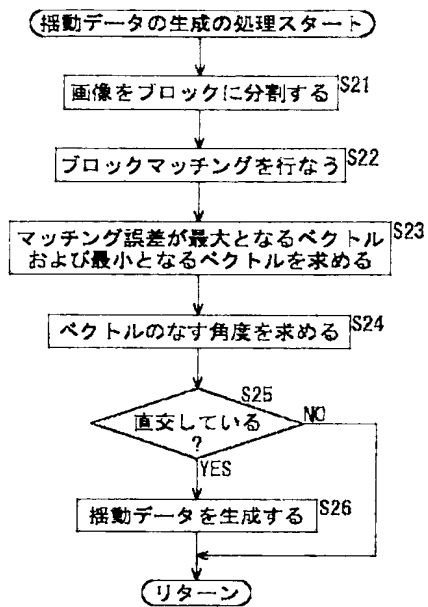 揺動データの生成の処理スタート
画像をブロックに分割する
S21
ブロックマッチングを行なう
S22
マッチング誤差が最大となるベクトル
および最小となるベクトルを求める
S23
ベクトルのなす角度を求める
S24
S25
直交している
?
NO
YES
揺動データを生成する
S26
リターン